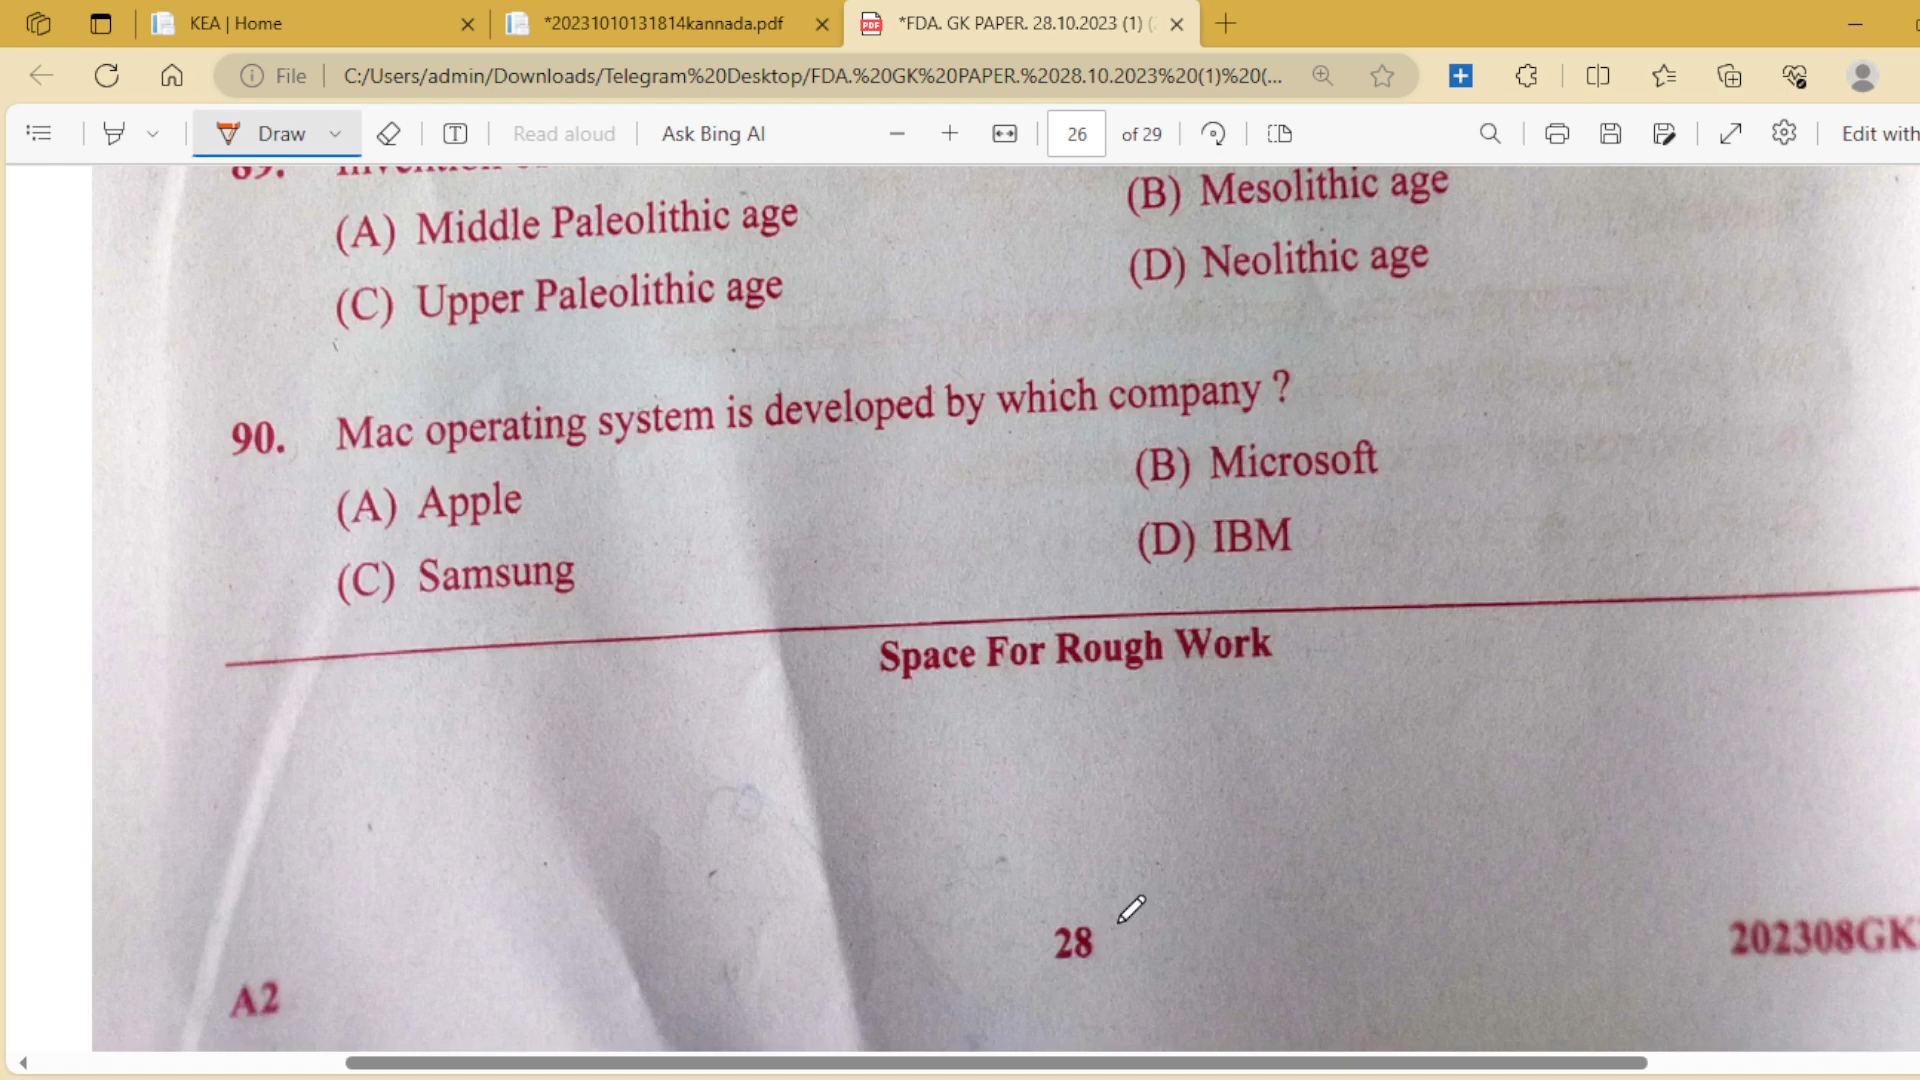 KEA | Home
*20231010131814kannada.pdf
*FDA. GK PAPER. 28.10.2023 (1) (
File
C:/Users/admin/Downloads/Telegram%20Desktop/FDA.%20GK%20PAPER.%2028.10.2023%20(1)%20(...
Draw
Read aloud
Ask Bing AI
26
of 29
Edit with
89. Invention
(A) Middle Paleolithic age
(B) Mesolithic age
(C) Upper Paleolithic age
(D) Neolithic age
90. Mac operating system is developed by which company ?
(A) Apple
(B) Microsoft
(C) Samsung
(D) IBM
Space For Rough Work
28
202308GK
A2